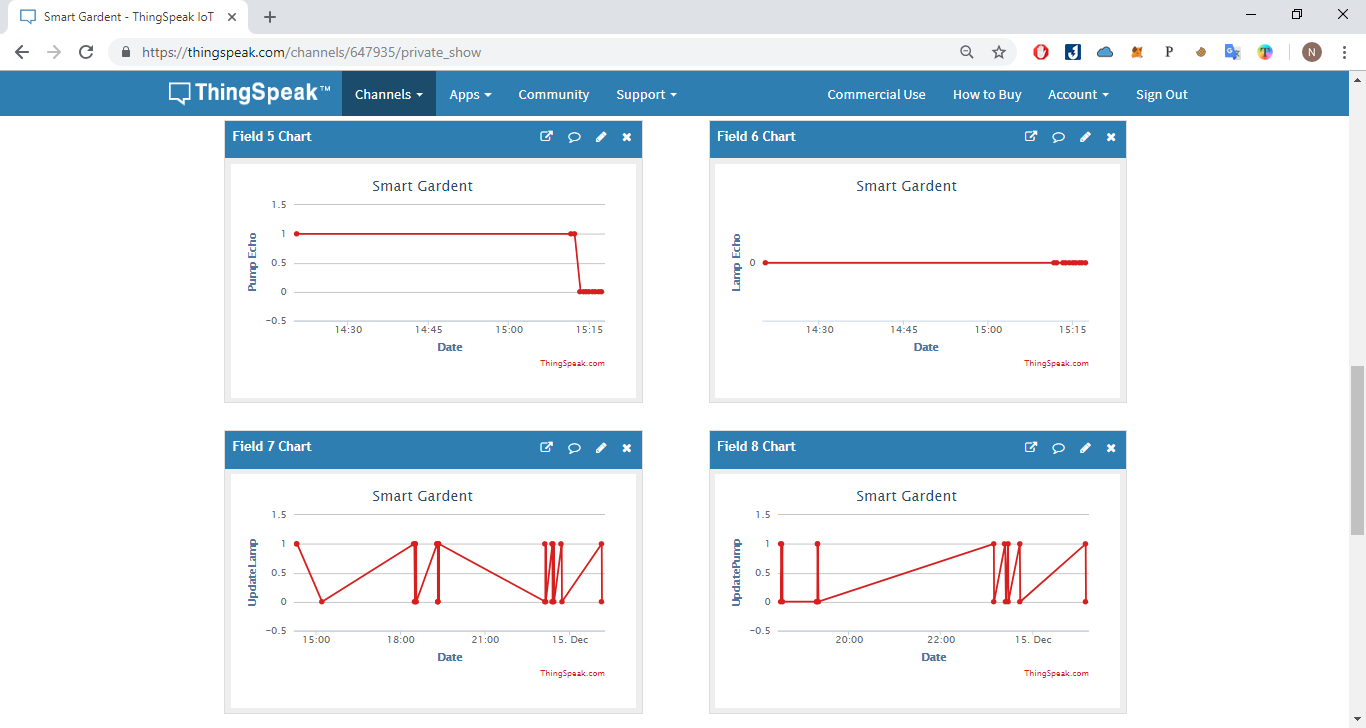 Smart Gardent - ThingSpeak IoT
https://thingspeak.com/channels/647935/private_show
P
N
ThingSpeak™
Channels
Apps
Community
Support
Commercial Use
How to Buy
Account
Sign Out
Field 5 Chart
Smart Gardent
Pump Echo
1.5
1
0.5
0
−0.5
14:30
14:45
15:00
15:15
Date
ThingSpeak.com
Field 6 Chart
Smart Gardent
Lamp Echo
0
14:30
14:45
15:00
15:15
Date
ThingSpeak.com
Field 7 Chart
Smart Gardent
UpdateLamp
1.5
1
0.5
0
−0.5
15:00
18:00
21:00
15. Dec
Date
ThingSpeak.com
Field 8 Chart
Smart Gardent
UpdatePump
1.5
1
0.5
0
−0.5
20:00
22:00
15. Dec
Date
ThingSpeak.com